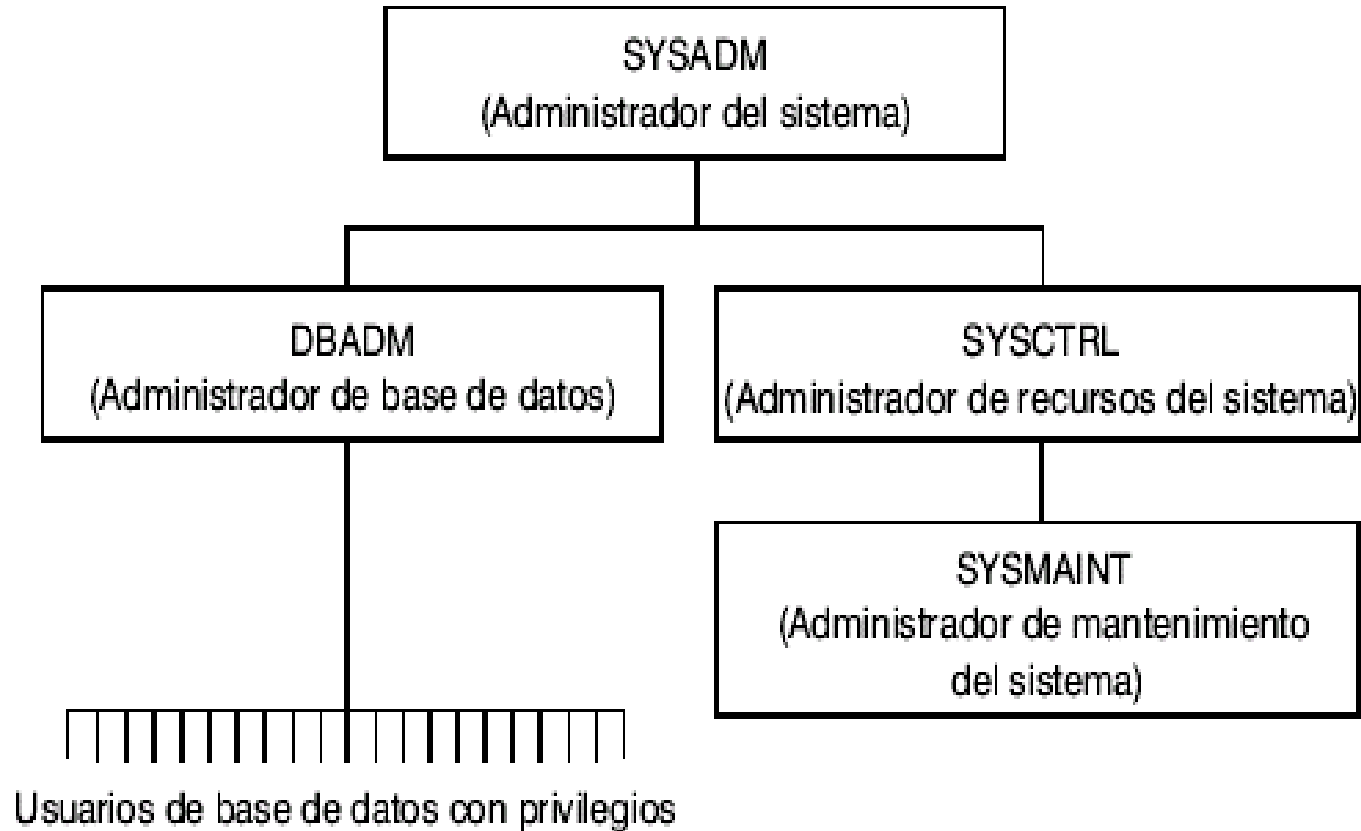 SYSADM
(Administrador del sistema)
DBADM
(Administrador de base de datos)
SYSCTRL
(Administrador de recursos del sistema)
SYSMAINT
(Administrador de mantenimiento
del sistema)
Usuarios de base de datos con privilegios